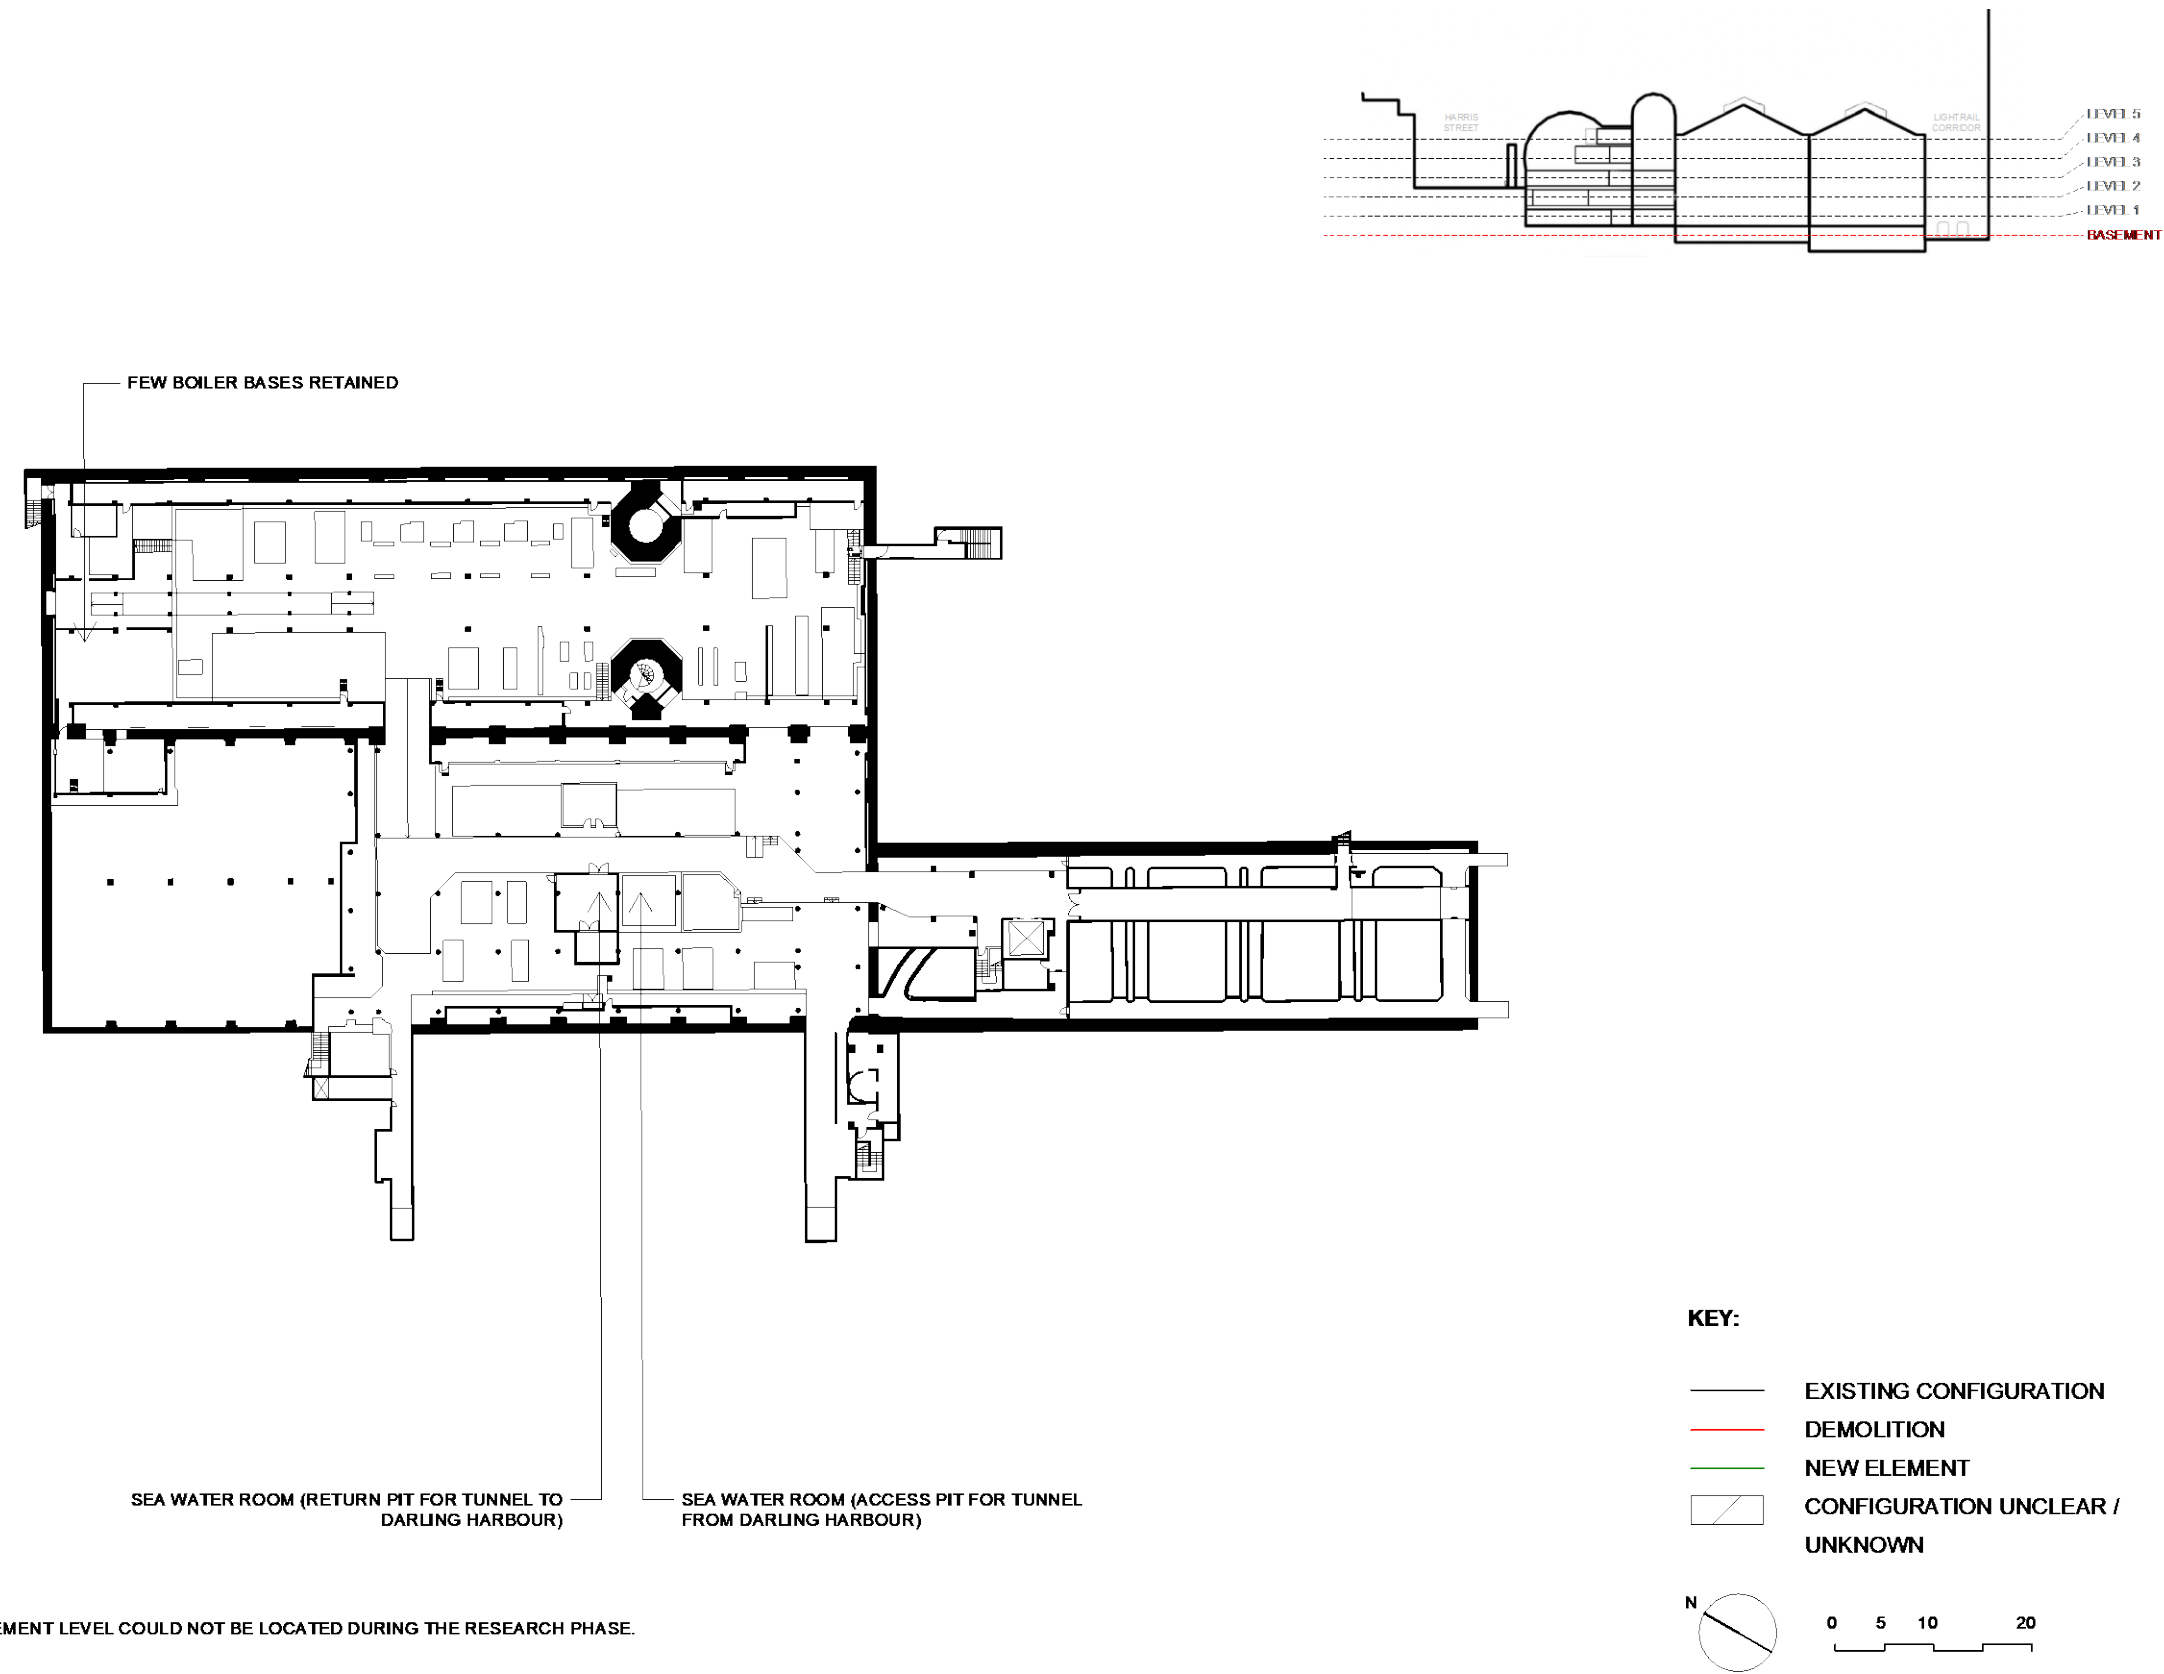 HARRIS
STREET
LIGHTRAIL
CORRIDOR
LEVEL 5
LEVEL 4
LEVEL 3
LEVEL 2
LEVEL 1
BASEMENT
FEW BOILER BASES RETAINED
SEA WATER ROOM (RETURN PIT FOR TUNNEL TO
DARLING HARBOUR)
SEA WATER ROOM (ACCESS PIT FOR TUNNEL
FROM DARLING HARBOUR)
KEY:
EXISTING CONFIGURATION
DEMOLITION
NEW ELEMENT
CONFIGURATION UNCLEAR /
UNKNOWN
N
0 5 10 20
EMENT LEVEL COULD NOT BE LOCATED DURING THE RESEARCH PHASE.